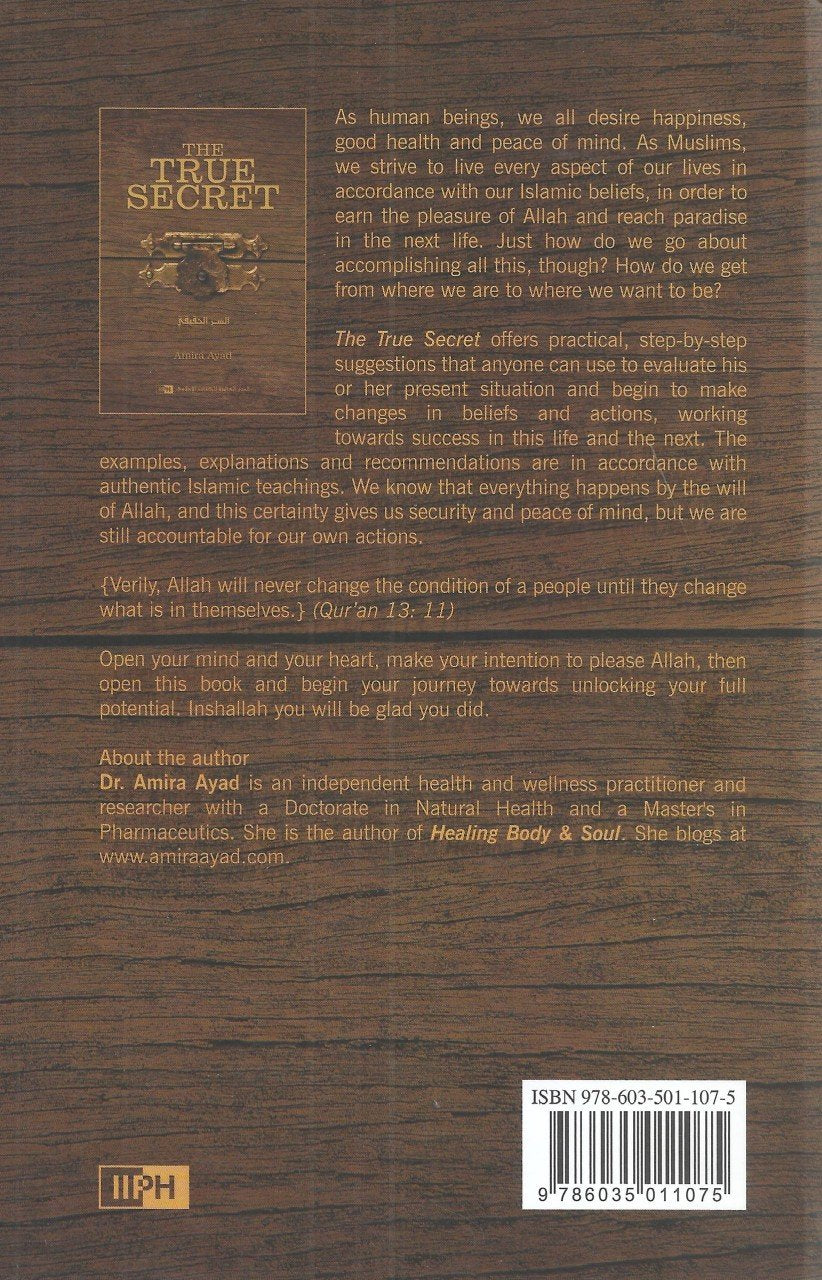 THE
TRUE
SECRET
السر الحقيقي
Amira Ayad
As human beings, we all desire happiness,
good health and peace of mind. As Muslims,
we strive to live every aspect of our lives in
accordance with our Islamic beliefs, in order to
earn the pleasure of Allah and reach paradise
in the next life. Just how do we go about
accomplishing all this, though? How do we get
from where we are to where we want to be?
The True Secret offers practical, step-by-step
suggestions that anyone can use to evaluate his
or her present situation and begin to make
changes in beliefs and actions, working
towards success in this life and the next. The
examples, explanations and recommendations are in accordance with
authentic Islamic teachings. We know that everything happens by the will
of Allah, and this certainty gives us security and peace of mind, but we are
still accountable for our own actions.
{Verily, Allah will never change the condition of a people until they change
what is in themselves.} (Qur'an 13: 11)
Open your mind and your heart, make your intention to please Allah, then
open this book and begin your journey towards unlocking your full
potential. Inshallah you will be glad you did.
About the author
Dr. Amira Ayad is an independent health and wellness practitioner and
researcher with a Doctorate in Natural Health and a Master's in
Pharmaceutics. She is the author of Healing Body & Soul. She blogs at
www.amiraayad.com.
ISBN 978-603-501-107-5
9 786035 011075
IIPH